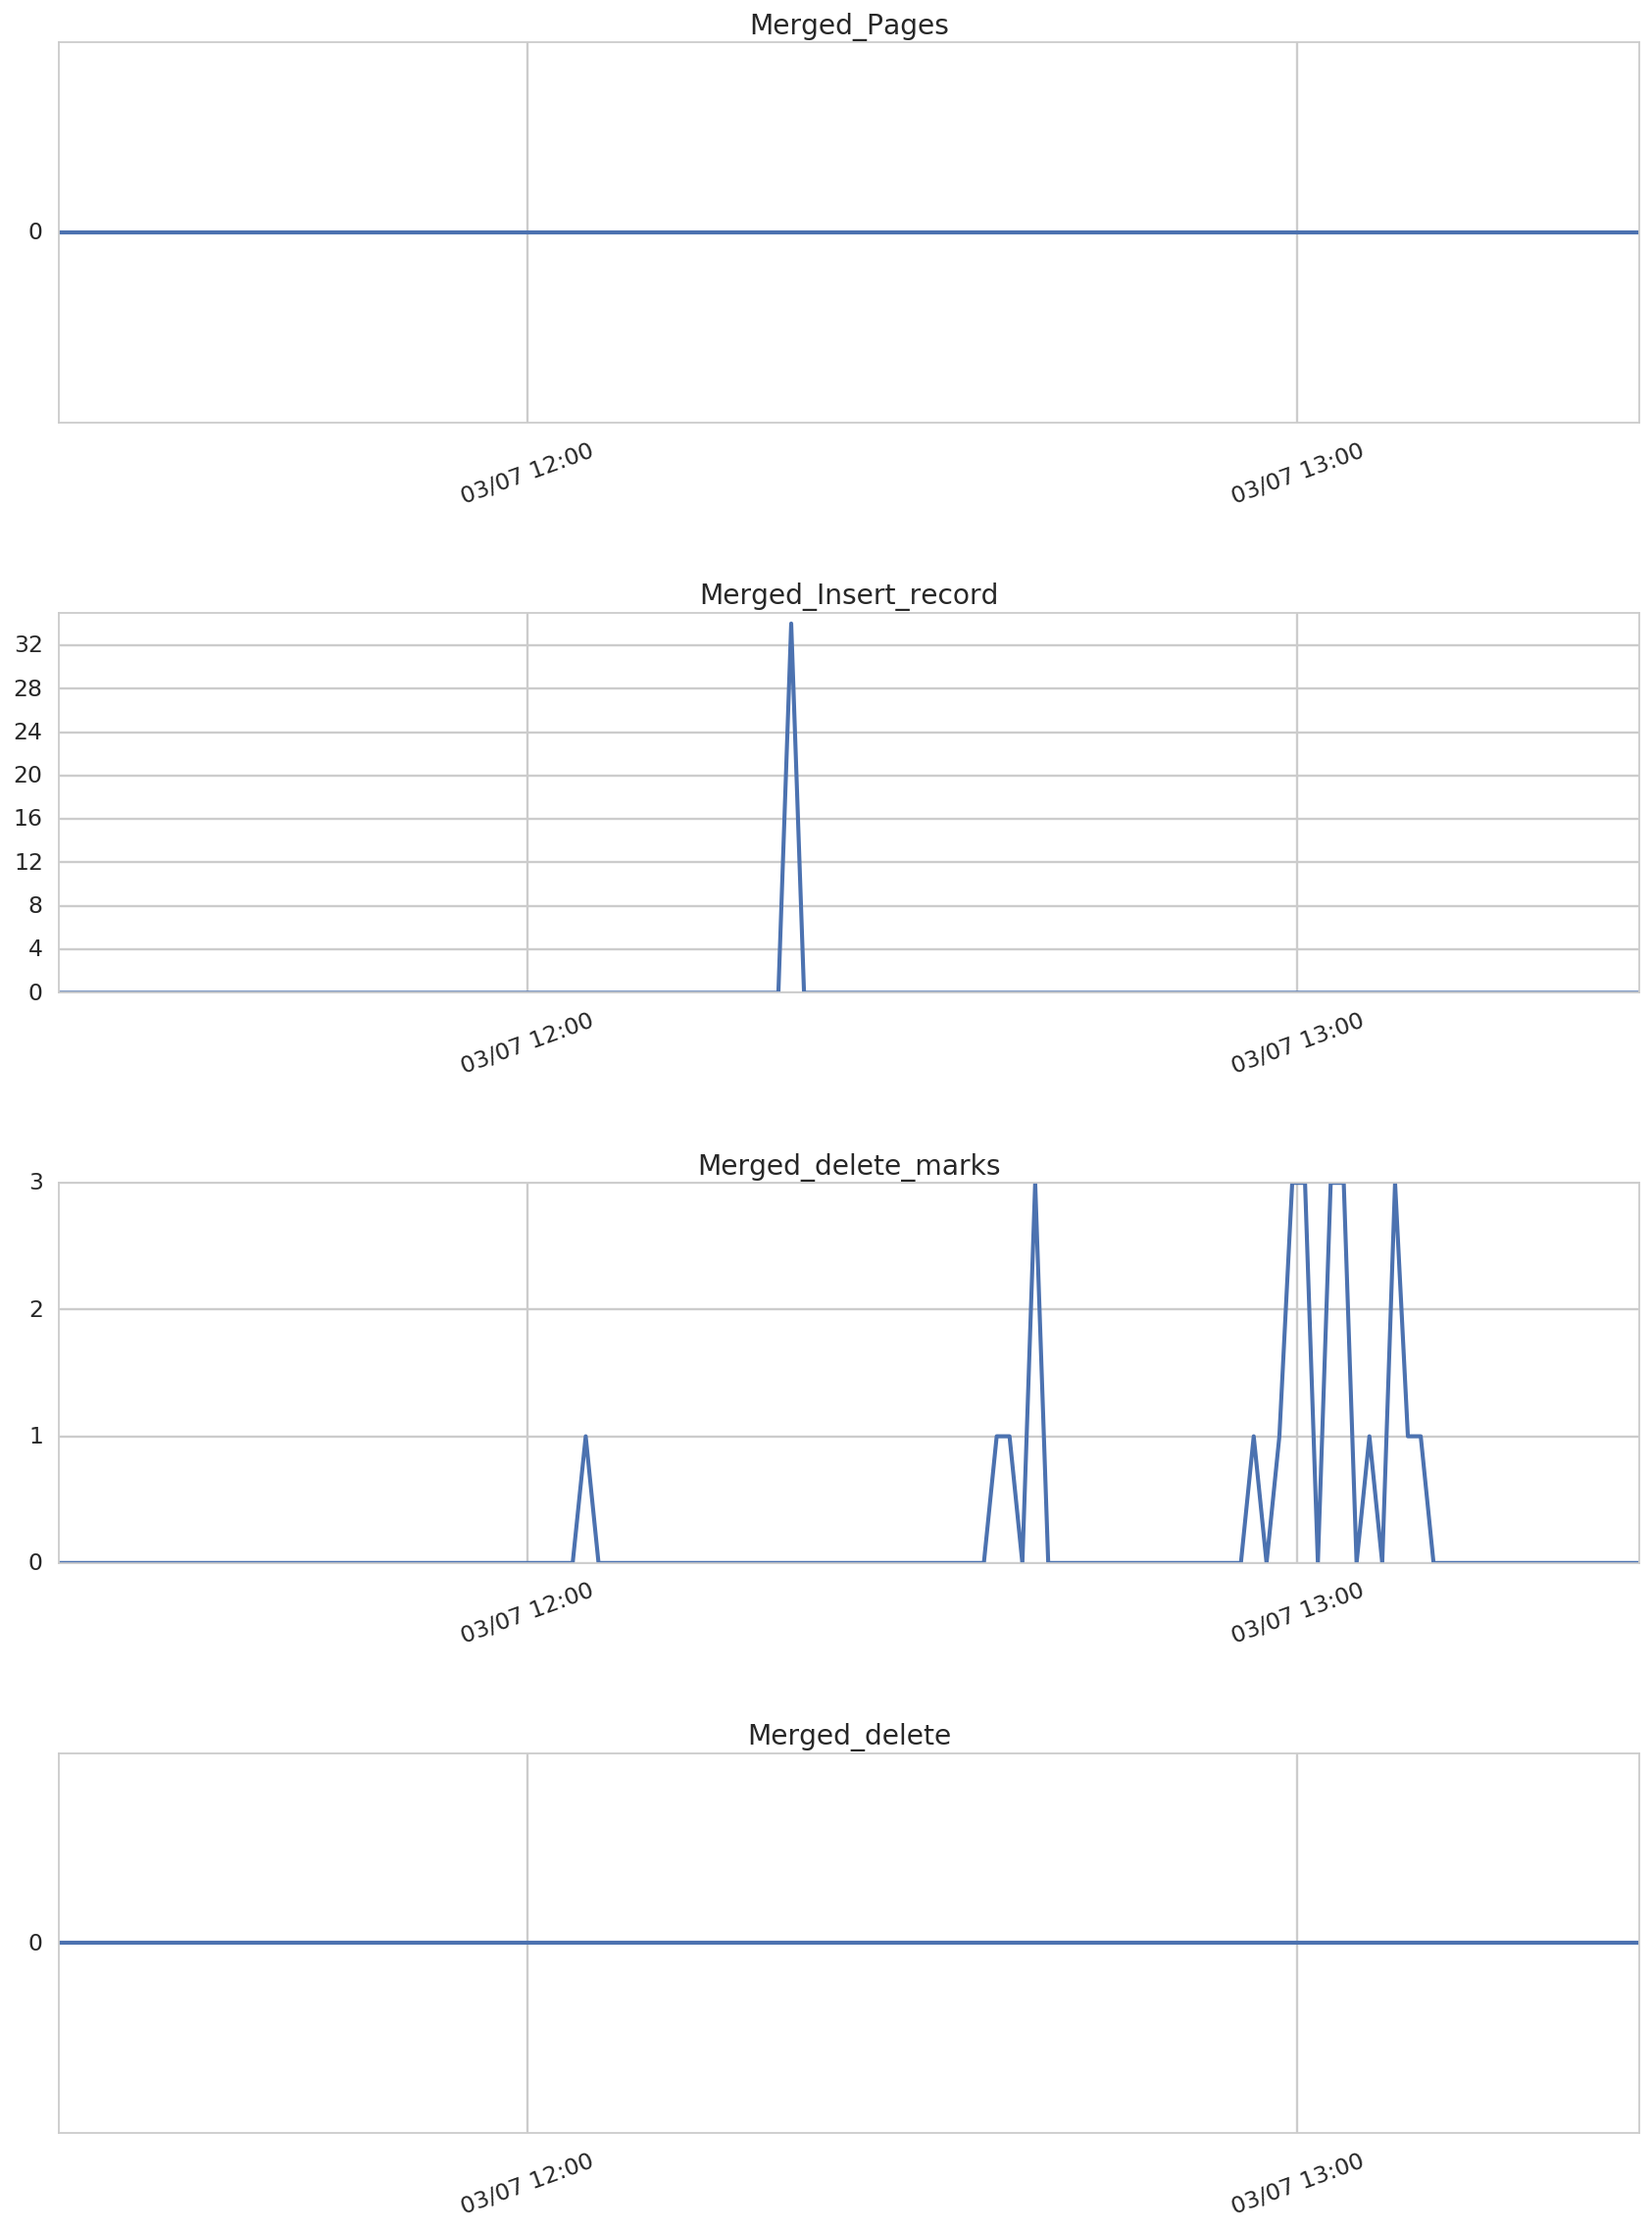 Merged_Pages
0
03/07 12:00 03/07 13:00
Merged_Insert_record
32
28
24
20
16
12
8
4
0
03/07 12:00 03/07 13:00
Merged_delete_marks
3
2
1
0
03/07 12:00 03/07 13:00
Merged_delete
0
03/07 12:00 03/07 13:00